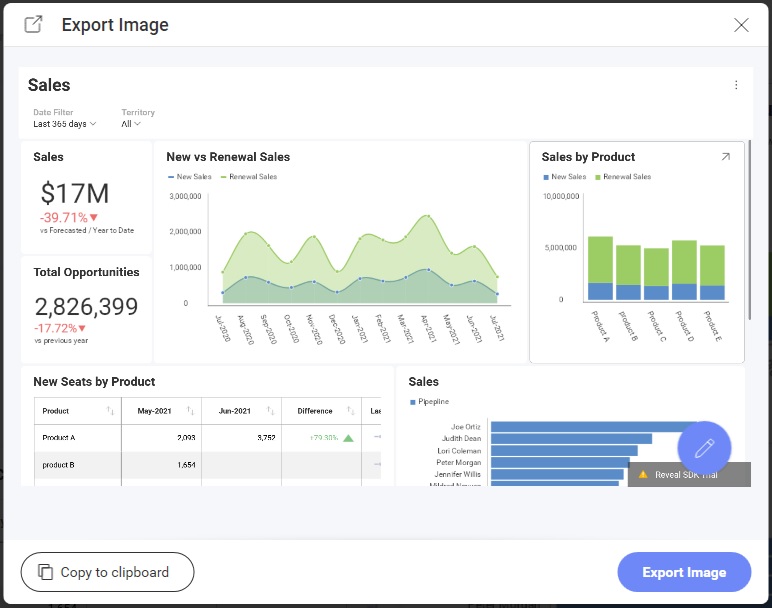 Export Image
Sales
Date Filter
Last 365 days
Territory
All
Sales
$17M
-39.71%
vs Forecasted / Year to Date
Total Opportunities
2,826,399
-17.72%
vs previous year
New vs Renewal Sales
New Sales
Renewal Sales
3,000,000
2,000,000
1,000,000
0
Jul-2020
Aug-2020
Sep-2020
Oct-2020
Nov-2020
Dec-2020
Jan-2021
Feb-2021
Mar-2021
Apr-2021
May-2021
Jun-2021
Jul-2021
Sales by Product
New Sales
Renewal Sales
10,000,000
5,000,000
0
Product A
product B
Product C
Product D
Product E
New Seats by Product
Product
May-2021
Jun-2021
Difference
Product A
2,093
3,752
+79.30%
product B
1,654
Sales
Pipepline
Joe Ortiz
Judith Dean
Lori Coleman
Peter Morgan
Jennifer Willis
Reveal SDK Trial
Copy to clipboard
Export Image